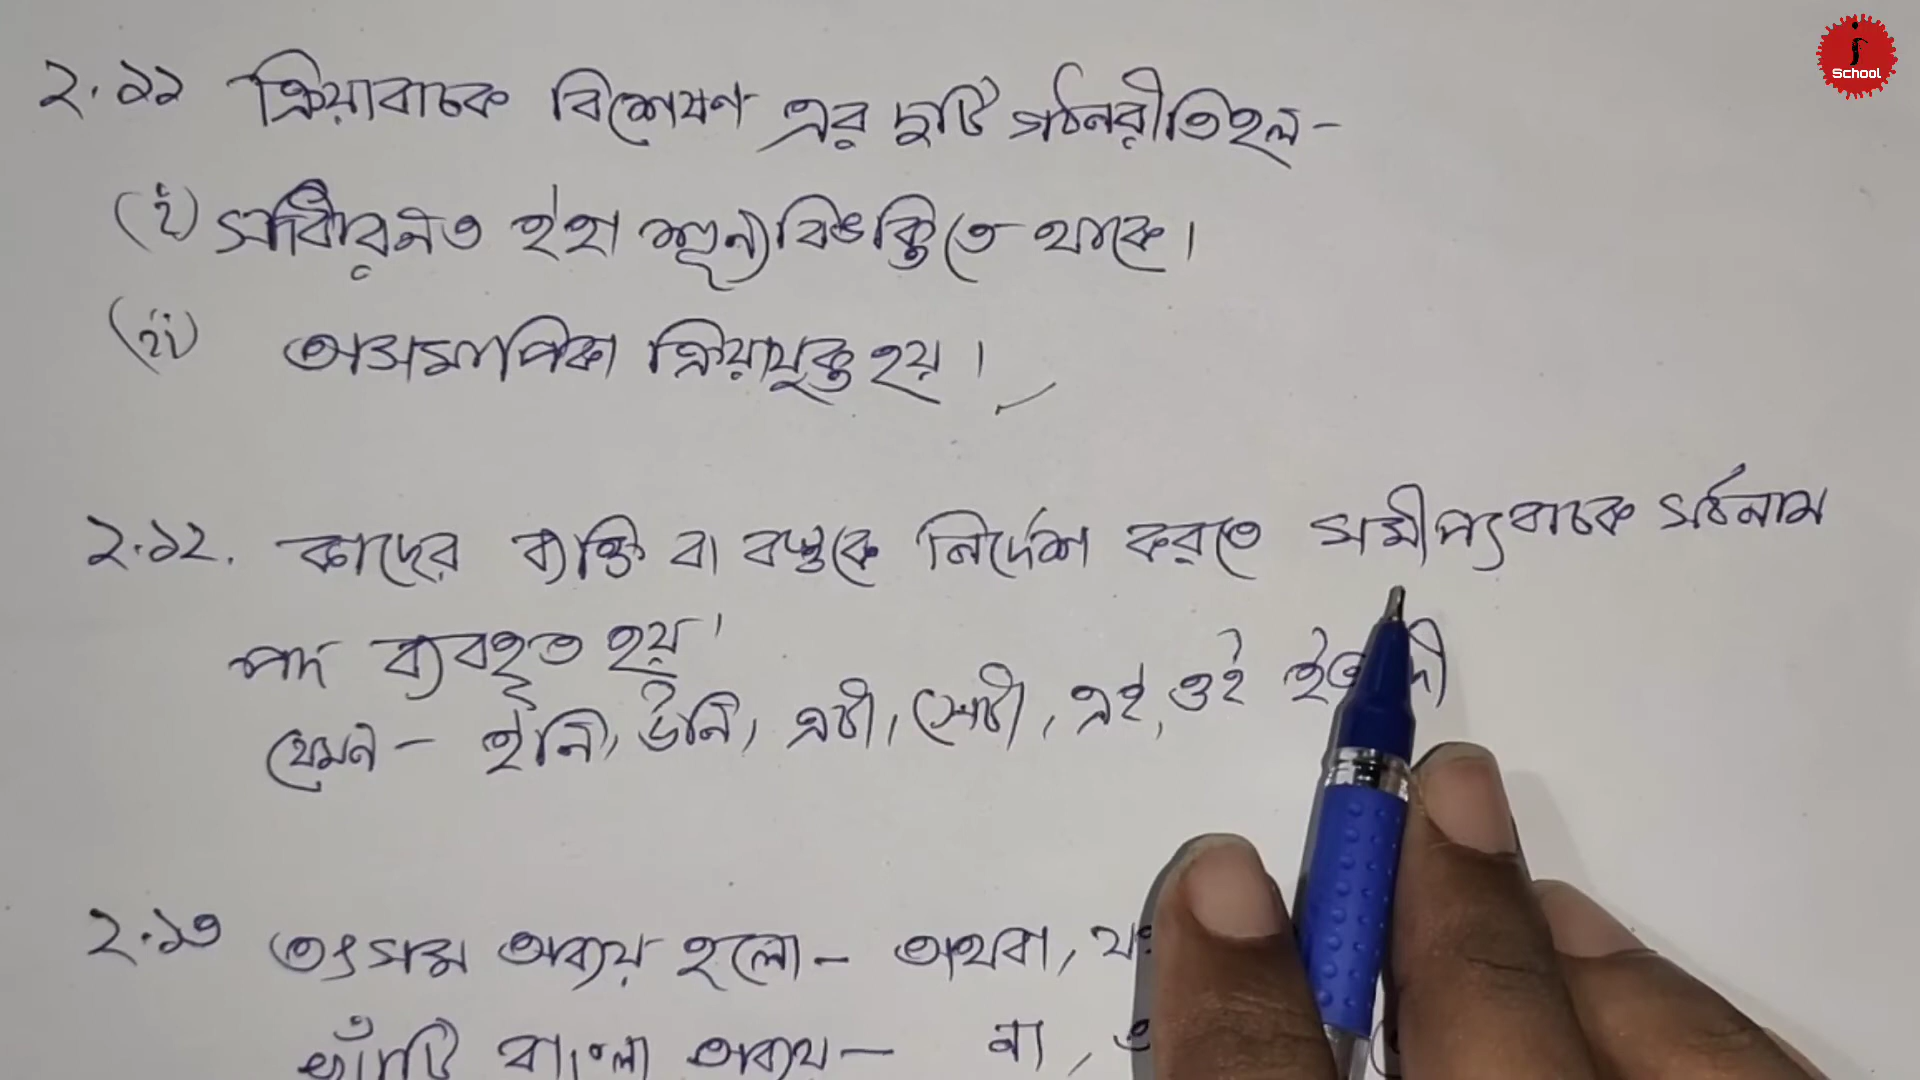 School
২.১১ ক্রিয়াবাচক বিশেষণ এর দুটি গঠনরীতি হল-
(i) সাধারনত ইহা শূন্য বিভক্তিতে থাকে।
(ii) অসমাপিকা ক্রিয়াযুক্ত হয়।
২.১২. কাদের ব্যক্তি বা বস্তুকে নির্দেশ করতে সমীপ্যবাচক সর্বনাম
পদ ব্যবহৃত হয়।
যেমন- ইনি, উনি, এটা, সেটা, এই, ওই
২.১৩ তৎসম অব্যয় হলো- অথবা,
খাঁটি বাংলা অব্যয়- না,